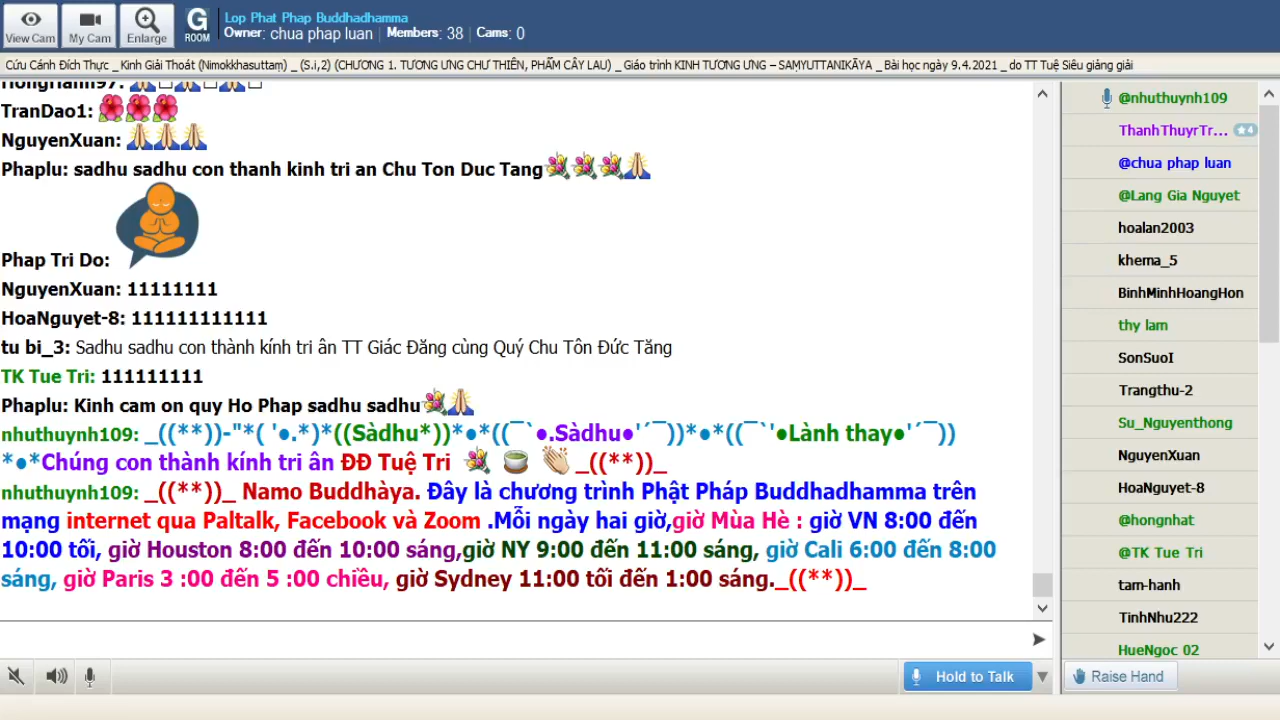 View Cam
My Cam
Enlarge
G
ROOM
Lop Phat Phap Buddhadhamma
Owner: chua phap luan | Members: 38 | Cams: 0
Cứu Cánh Đích Thực _ Kinh Giải Thoát (Nimokkhasuttaṃ) _ (S.i,2) (CHƯƠNG 1. TƯƠNG ƯNG CHƯ THIÊN, PHẨM CÂY LAU) _ Giáo trình KINH TƯƠNG ƯNG – SAṂYUTTANIKĀYA _ Bài học ngày 9.4.2021 _ do TT Tuệ Siêu giảng giải
HongHanh97:
TranDao1:
NguyenXuan:
Phaplu: sadhu sadhu con thanh kinh tri an Chu Ton Duc Tang
Phap Tri Do:
NguyenXuan: 11111111
HoaNguyet-8: 111111111111
tu bi_3: Sadhu sadhu con thành kính tri ân TT Giác Đăng cùng Quý Chu Tôn Đức Tăng
TK Tue Tri: 111111111
Phaplu: Kinh cam on quy Ho Phap sadhu sadhu
nhuthuynh109: _((**))-"*( '●.*)*((Sàdhu*))*●*((¯`●.Sàdhu●'´¯))*●*((¯`'●Lành thay●'´¯))
*●*Chúng con thành kính tri ân ĐĐ Tuệ Tri _((**))_
nhuthuynh109: _((**))_ Namo Buddhàya. Đây là chương trình Phật Pháp Buddhadhamma trên
mạng internet qua Paltalk, Facebook và Zoom .Mỗi ngày hai giờ,giờ Mùa Hè : giờ VN 8:00 đến
10:00 tối, giờ Houston 8:00 đến 10:00 sáng,giờ NY 9:00 đến 11:00 sáng, giờ Cali 6:00 đến 8:00
sáng, giờ Paris 3 :00 đến 5 :00 chiều, giờ Sydney 11:00 tối đến 1:00 sáng._((**))_
@nhuthuynh109
ThanhThuyrTr... 4
@chua phap luan
@Lang Gia Nguyet
hoalan2003
khema_5
BinhMinhHoangHon
thy lam
SonSuoI
Trangthu-2
Su_Nguyenthong
NguyenXuan
HoaNguyet-8
@hongnhat
@TK Tue Tri
tam-hanh
TinhNhu222
HueNgoc 02
Hold to Talk
Raise Hand